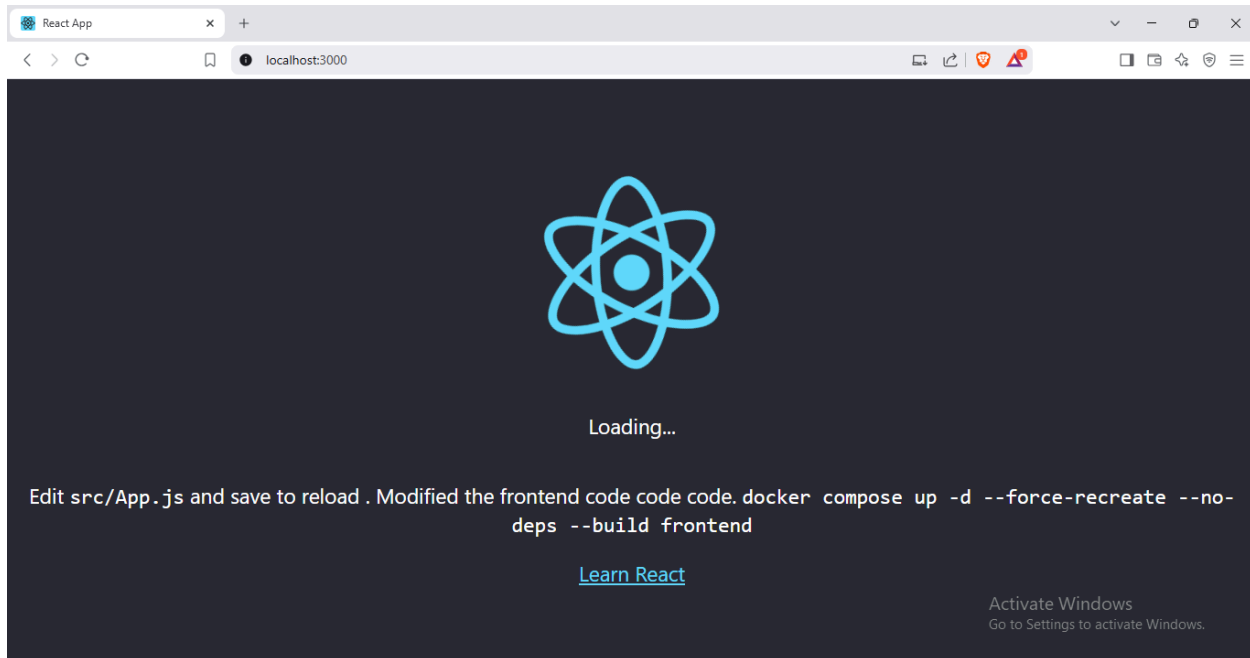 React App
localhost:3000
Loading...
Edit src/App.js and save to reload . Modified the frontend code code code. docker compose up -d --force-recreate --no-
deps --build frontend
Learn React
Activate Windows
Go to Settings to activate Windows.